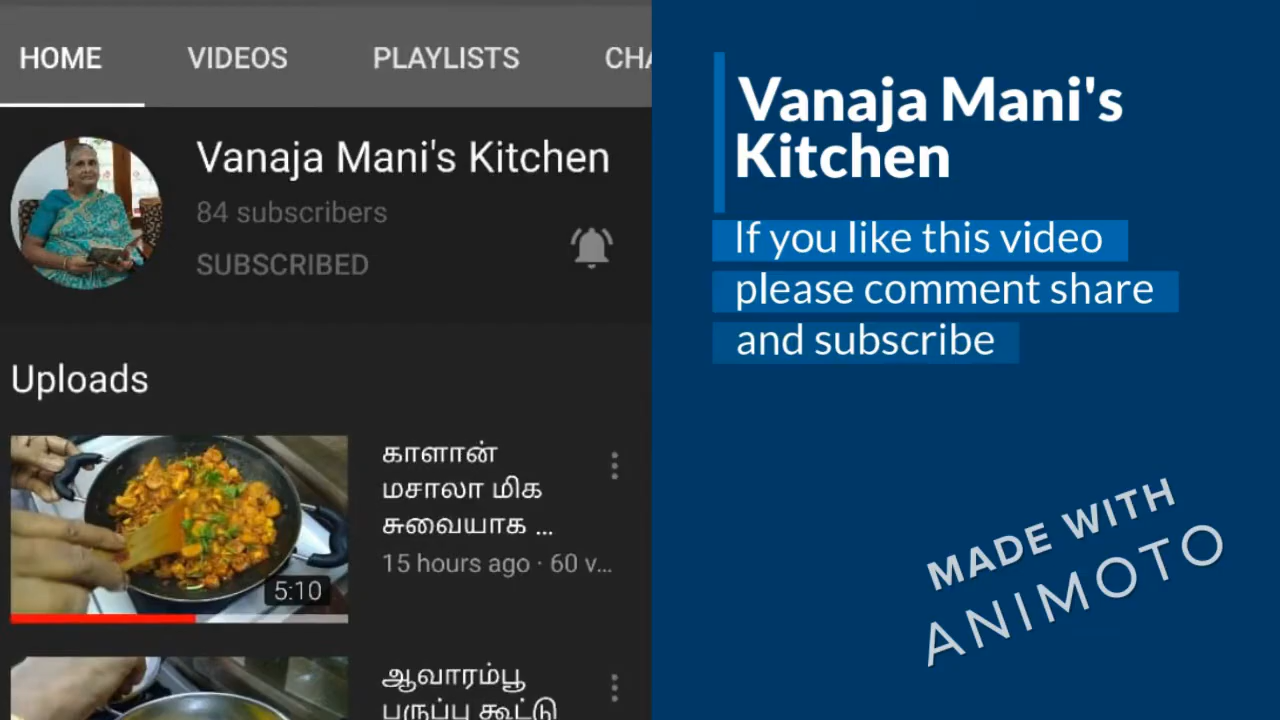 HOME VIDEOS PLAYLISTS CHA
Vanaja Mani's Kitchen
84 subscribers
SUBSCRIBED
Uploads
காளான்
மசாலா மிக
சுவையாக ...
15 hours ago · 60 v...
5:10
ஆவாரம்பூ
பருப்பு கூட்டு
Vanaja Mani's
Kitchen
If you like this video
please comment share
and subscribe
MADE WITH
ANIMOTO